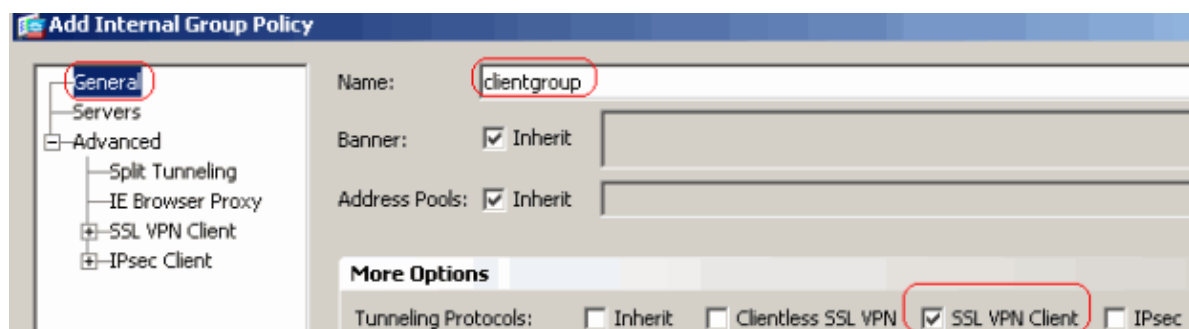 Add Internal Group Policy
General
Servers
Advanced
Split Tunneling
IE Browser Proxy
SSL VPN Client
IPsec Client
Name: clientgroup
Banner: Inherit
Address Pools: Inherit
More Options
Tunneling Protocols: Inherit Clientless SSL VPN SSL VPN Client IPsec